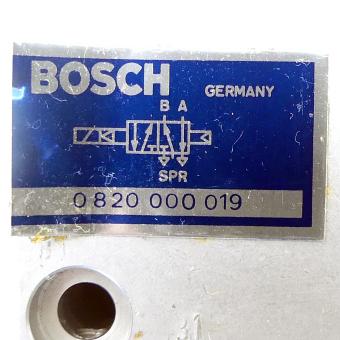 BOSCH GERMANY
B A
SPR
0 820 000 019